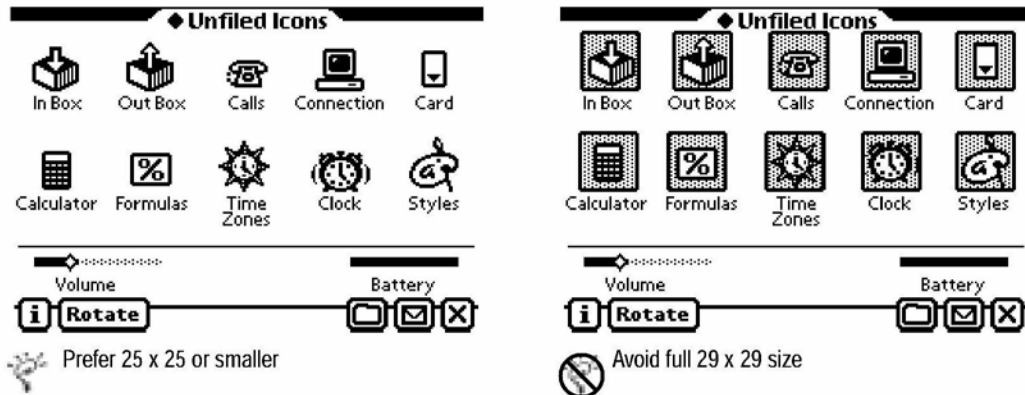 Unfiled Icons
In Box Out Box Calls Connection Card
Calculator Formulas Time Zones Clock Styles
Volume Battery
i Rotate
Prefer 25 x 25 or smaller
Unfiled Icons
In Box Out Box Calls Connection Card
Calculator Formulas Time Zones Clock Styles
Volume Battery
i Rotate
Avoid full 29 x 29 size